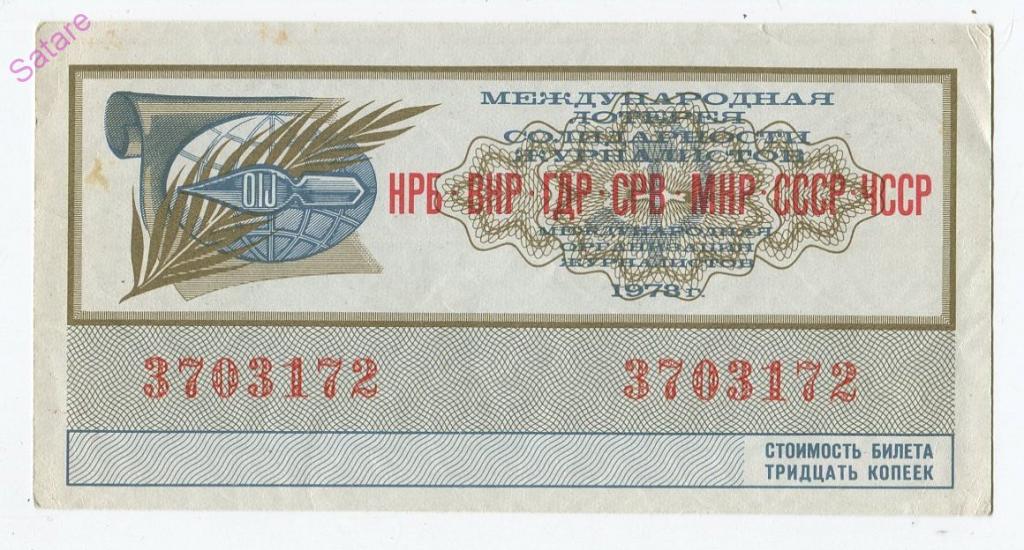 Satare
МЕЖДУНАРОДНАЯ
ЛОТЕРЕЯ
СОЛИДАРНОСТИ
ЖУРНАЛИСТОВ
O.I.J
НРБ · ВНР · ГДР · СРВ · МНР · СССР · ЧССР
МЕЖДУНАРОДНАЯ
ОРГАНИЗАЦИЯ
ЖУРНАЛИСТОВ
1978 г.
3703172 3703172
СТОИМОСТЬ БИЛЕТА
ТРИДЦАТЬ КОПЕЕК